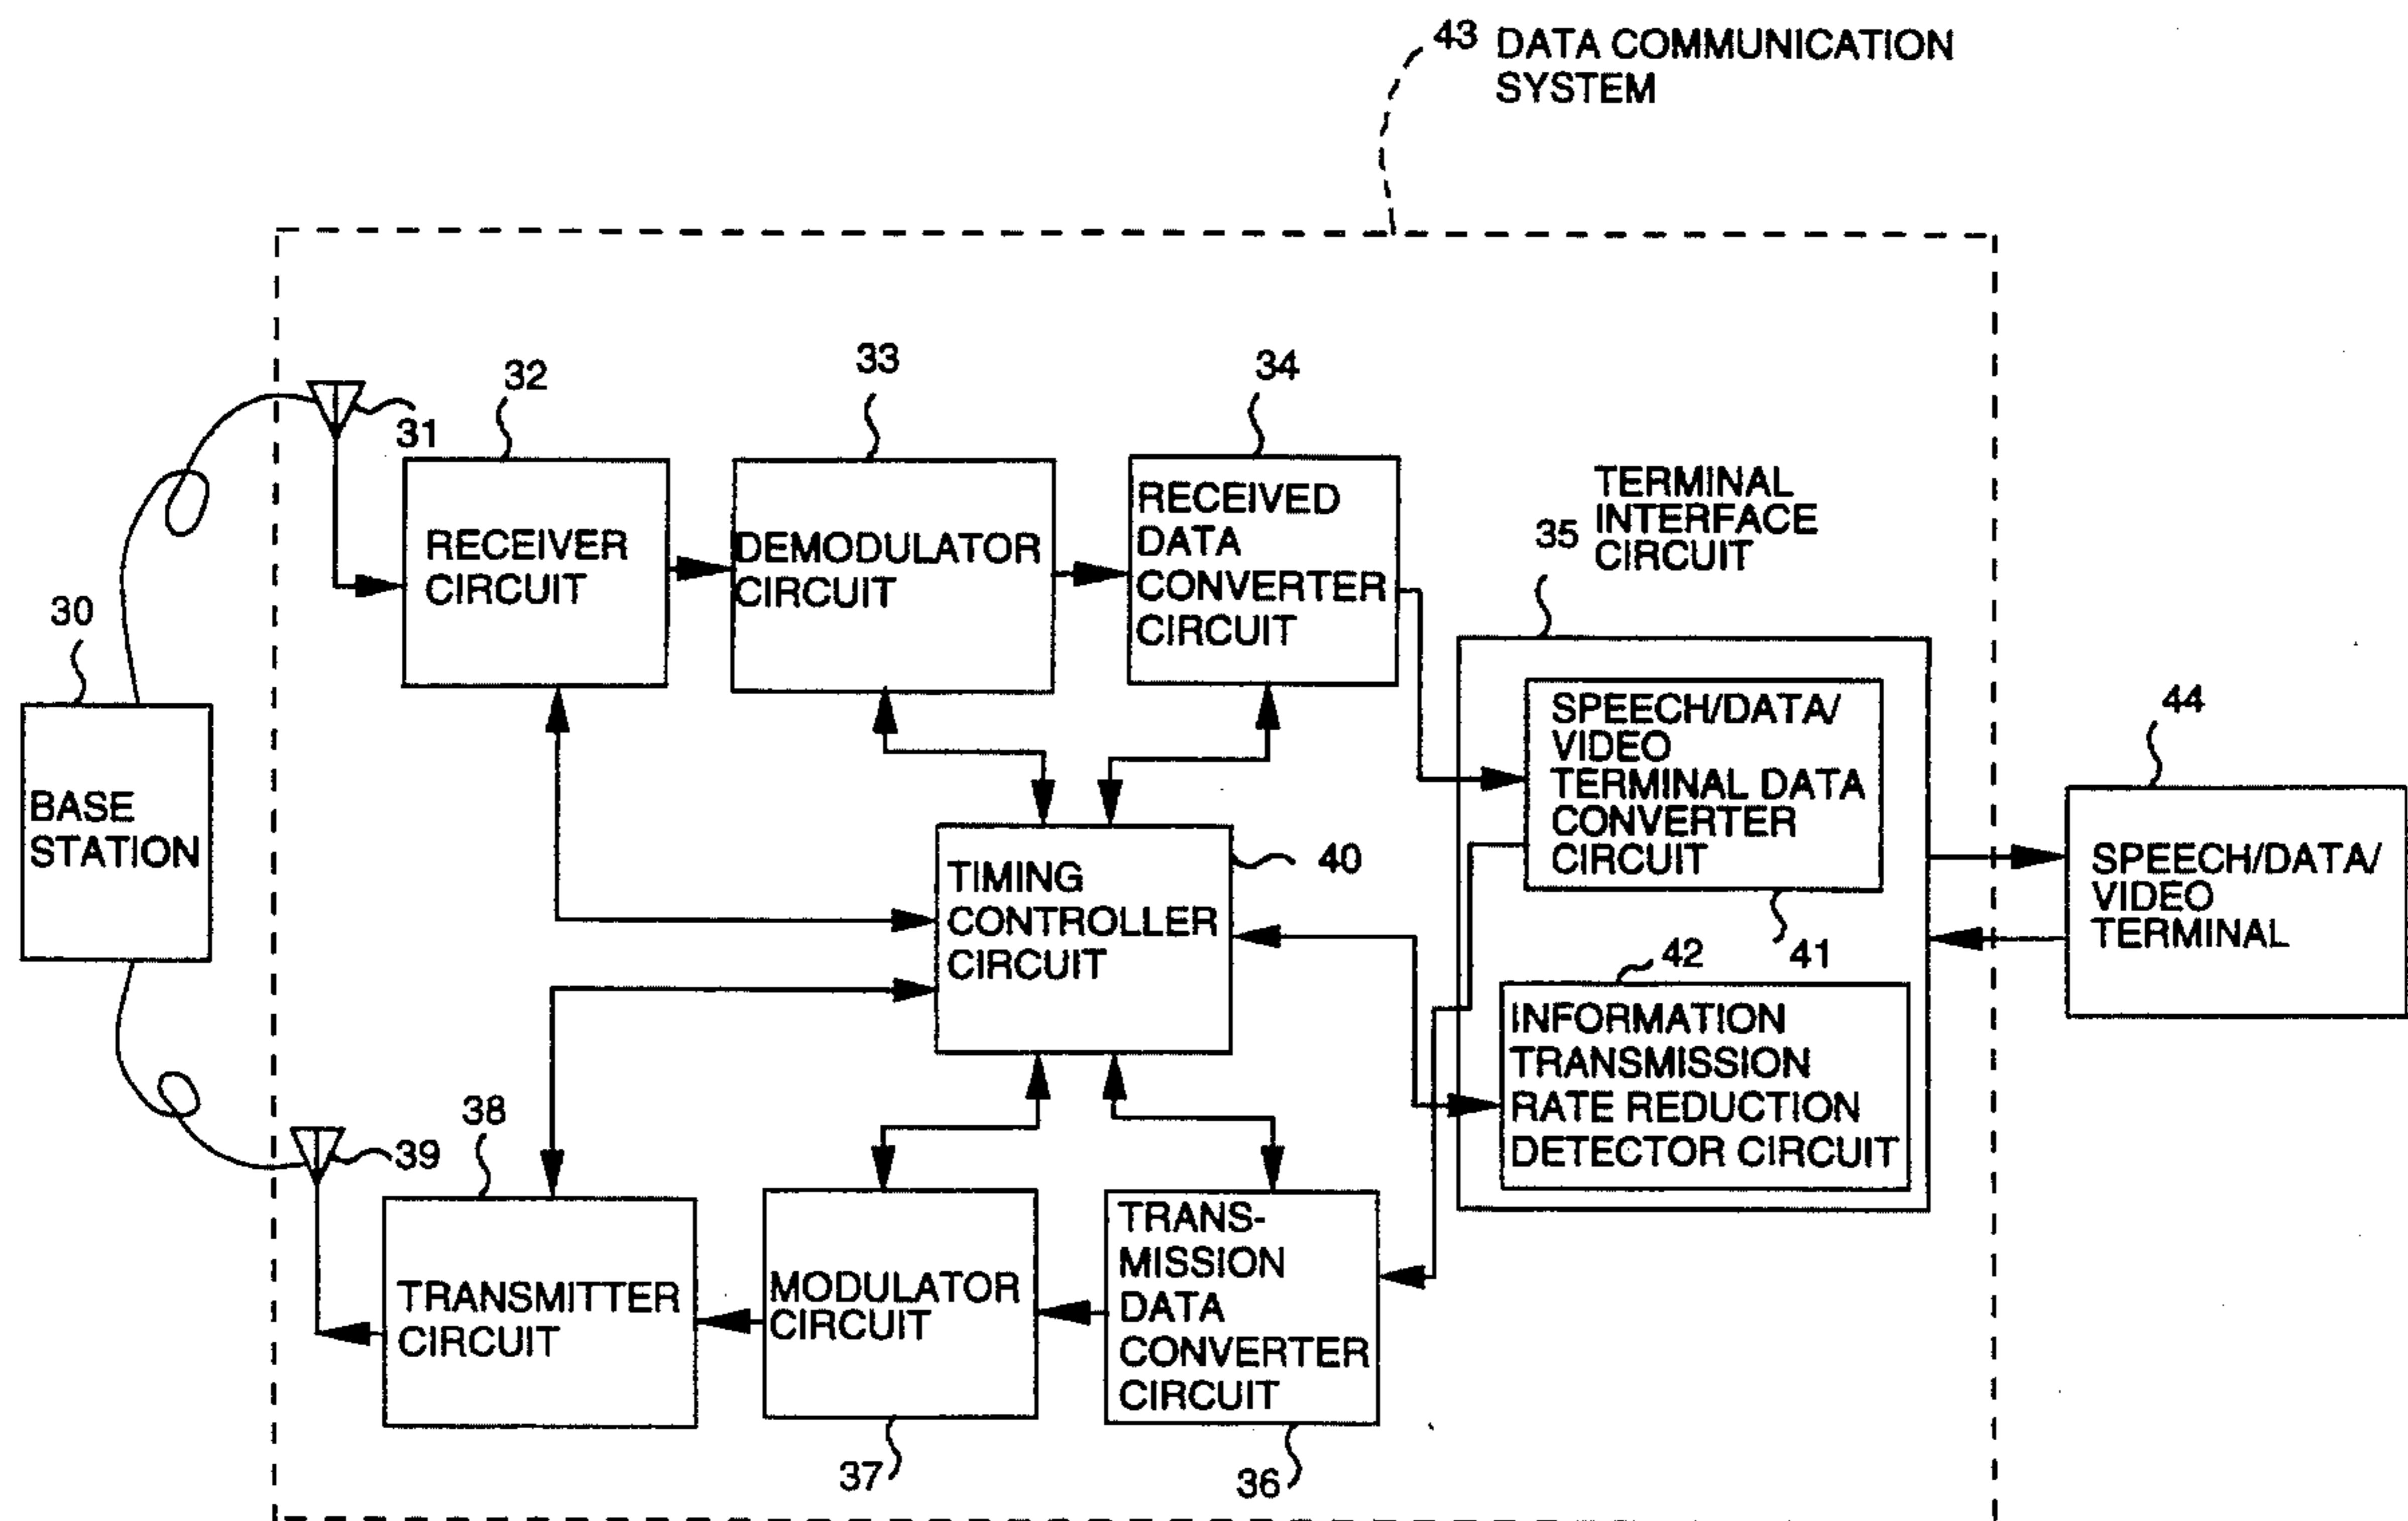 43 DATA COMMUNICATION
SYSTEM
32
33
34
31
RECEIVER
CIRCUIT
DEMODULATOR
CIRCUIT
RECEIVED
DATA
CONVERTER
CIRCUIT
TERMINAL
INTERFACE
CIRCUIT
35
30
BASE
STATION
SPEECH/DATA/
VIDEO
TERMINAL DATA
CONVERTER
CIRCUIT
41
44
SPEECH/DATA/
VIDEO
TERMINAL
TIMING
CONTROLLER
CIRCUIT
40
42
INFORMATION
TRANSMISSION
RATE REDUCTION
DETECTOR CIRCUIT
39
38
TRANSMITTER
CIRCUIT
MODULATOR
CIRCUIT
37
TRANS-
MISSION
DATA
CONVERTER
CIRCUIT
36